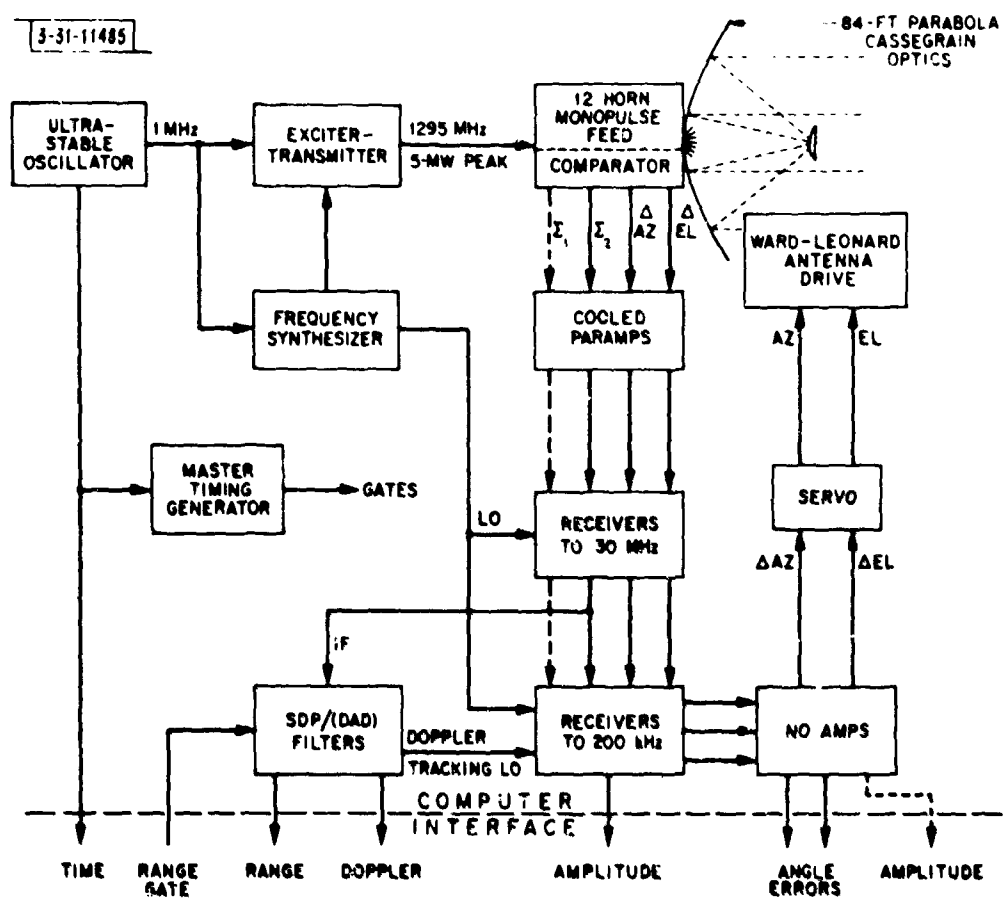 3-31-11485
84-FT PARABOLA
CASSEGRAIN
OPTICS
ULTRA-
STABLE
OSCILLATOR
1 MHz
EXCITER-
TRANSMITTER
1295 MHz
5-MW PEAK
12 HORN
MONOPULSE
FEED
COMPARATOR
Σ₁
Σ₂
Δ
AZ
Δ
EL
WARD-LEONARD
ANTENNA
DRIVE
FREQUENCY
SYNTHESIZER
COOLED
PARAMPS
AZ
EL
MASTER
TIMING
GENERATOR
GATES
LO
RECEIVERS
TO 30 MHz
SERVO
ΔAZ
ΔEL
IF
SDP/(DAD)
FILTERS
DOPPLER
TRACKING LO
RECEIVERS
TO 200 kHz
NO AMPS
COMPUTER
INTERFACE
TIME
RANGE
GATE
RANGE
DOPPLER
AMPLITUDE
ANGLE
ERRORS
AMPLITUDE